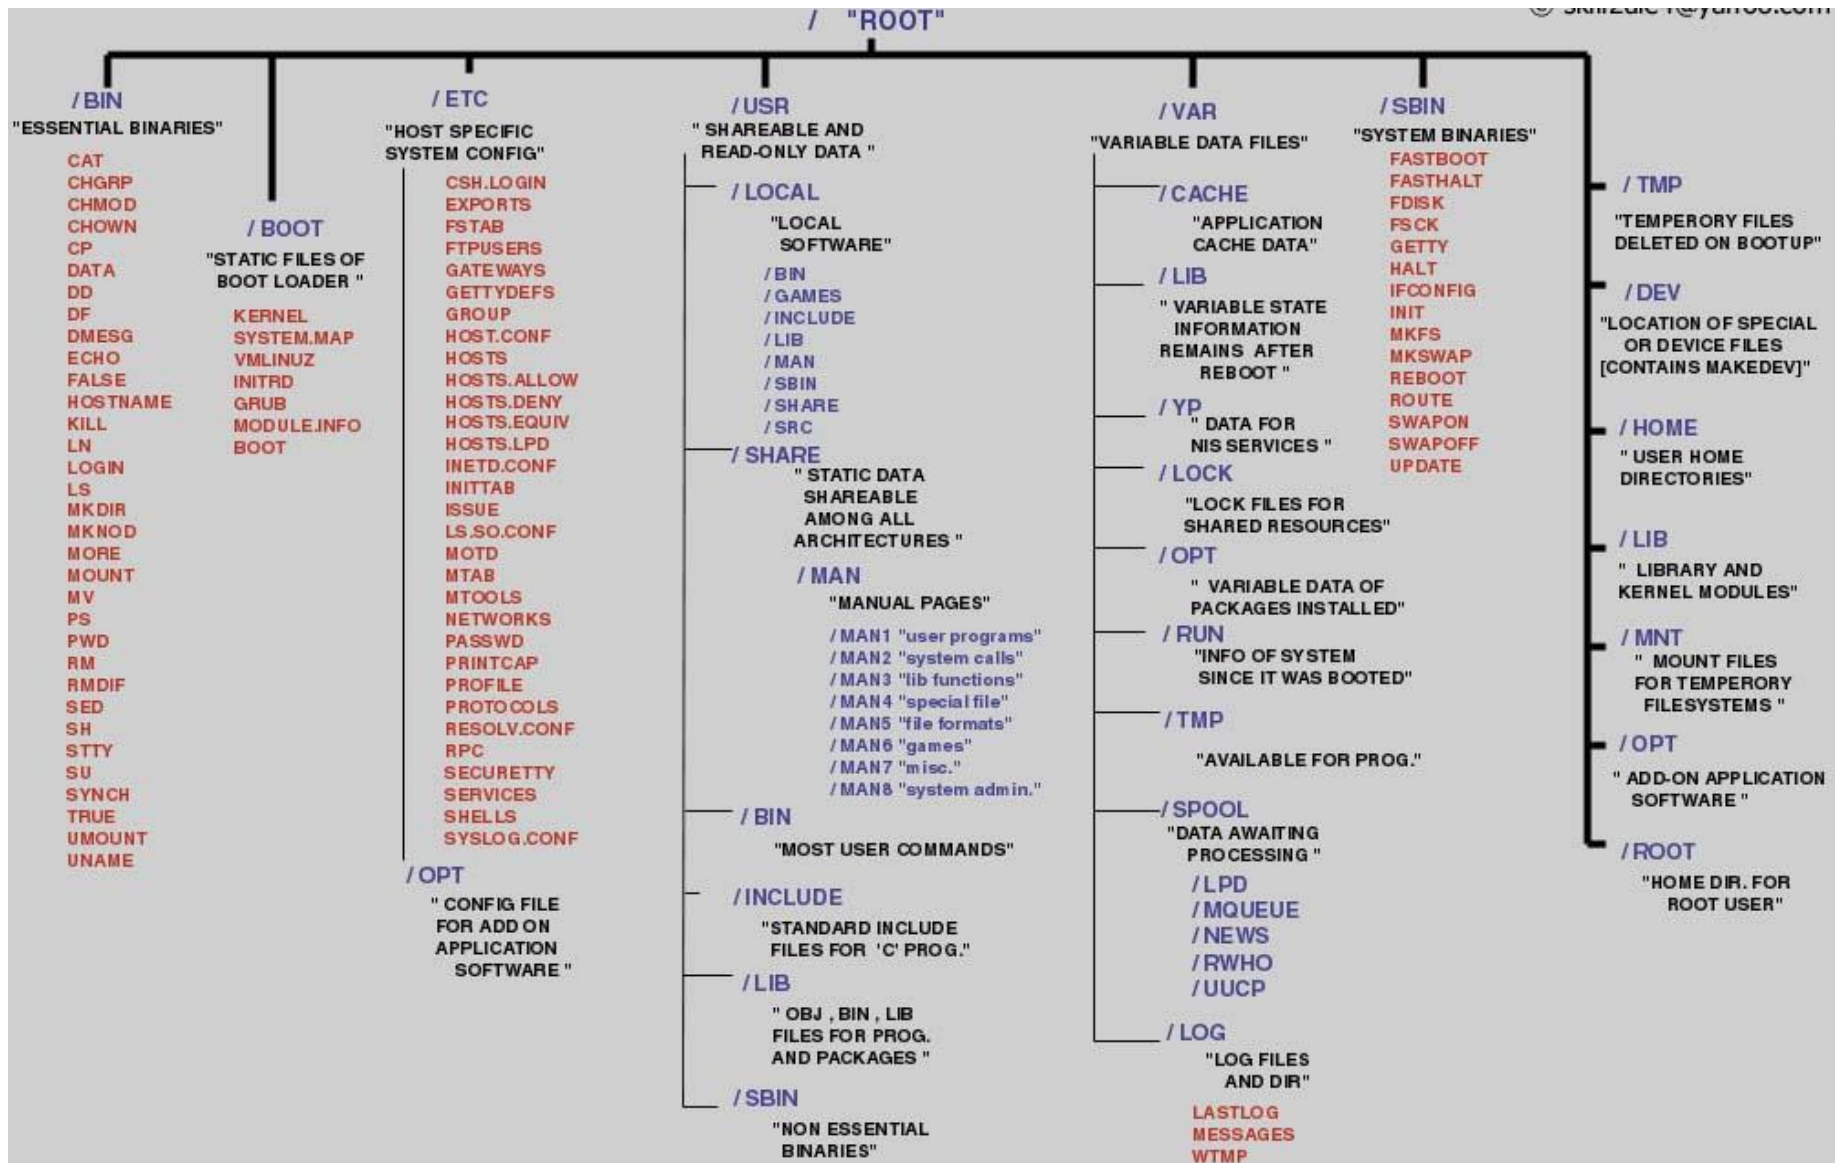 / "ROOT"
/ BIN
"ESSENTIAL BINARIES"
CAT
CHGRP
CHMOD
CHOWN
CP
DATA
DD
DF
DMESG
ECHO
FALSE
HOSTNAME
KILL
LN
LOGIN
LS
MKDIR
MKNOD
MORE
MOUNT
MV
PS
PWD
RM
RMDIF
SED
SH
STTY
SU
SYNCH
TRUE
UMOUNT
UNAME
/ BOOT
"STATIC FILES OF
BOOT LOADER "
KERNEL
SYSTEM.MAP
VMLINUZ
INITRD
GRUB
MODULE.INFO
BOOT
/ ETC
"HOST SPECIFIC
SYSTEM CONFIG"
CSH.LOGIN
EXPORTS
FSTAB
FTPUSERS
GATEWAYS
GETTYDEFS
GROUP
HOST.CONF
HOSTS
HOSTS.ALLOW
HOSTS.DENY
HOSTS.EQUIV
HOSTS.LPD
INETD.CONF
INITTAB
ISSUE
LS.SO.CONF
MOTD
MTAB
MTOOLS
NETWORKS
PASSWD
PRINTCAP
PROFILE
PROTOCOLS
RESOLV.CONF
RPC
SECURETTY
SERVICES
SHELLS
SYSLOG.CONF
/ OPT
" CONFIG FILE
FOR ADD ON
APPLICATION
SOFTWARE "
/ USR
" SHAREABLE AND
READ-ONLY DATA "
/ LOCAL
"LOCAL
SOFTWARE"
/ BIN
/ GAMES
/ INCLUDE
/ LIB
/ MAN
/ SBIN
/ SHARE
/ SRC
/ SHARE
" STATIC DATA
SHAREABLE
AMONG ALL
ARCHITECTURES "
/ MAN
"MANUAL PAGES"
/ MAN1 "user programs"
/ MAN2 "system calls"
/ MAN3 "lib functions"
/ MAN4 "special file"
/ MAN5 "file formats"
/ MAN6 "games"
/ MAN7 "misc."
/ MAN8 "system admin."
/ BIN
"MOST USER COMMANDS"
/ INCLUDE
"STANDARD INCLUDE
FILES FOR 'C' PROG."
/ LIB
" OBJ , BIN , LIB
FILES FOR PROG.
AND PACKAGES "
/ SBIN
"NON ESSENTIAL
BINARIES"
/ VAR
"VARIABLE DATA FILES"
/ CACHE
"APPLICATION
CACHE DATA"
/ LIB
" VARIABLE STATE
INFORMATION
REMAINS AFTER
REBOOT "
/ YP
" DATA FOR
NIS SERVICES "
/ LOCK
"LOCK FILES FOR
SHARED RESOURCES"
/ OPT
" VARIABLE DATA OF
PACKAGES INSTALLED"
/ RUN
"INFO OF SYSTEM
SINCE IT WAS BOOTED"
/ TMP
"AVAILABLE FOR PROG."
/ SPOOL
"DATA AWAITING
PROCESSING "
/ LPD
/ MQUEUE
/ NEWS
/ RWHO
/ UUCP
/ LOG
"LOG FILES
AND DIR"
LASTLOG
MESSAGES
WTMP
/ SBIN
"SYSTEM BINARIES"
FASTBOOT
FASTHALT
FDISK
FSCK
GETTY
HALT
IFCONFIG
INIT
MKFS
MKSWAP
REBOOT
ROUTE
SWAPON
SWAPOFF
UPDATE
/ TMP
"TEMPERORY FILES
DELETED ON BOOTUP"
/ DEV
"LOCATION OF SPECIAL
OR DEVICE FILES
[CONTAINS MAKEDEV]"
/ HOME
" USER HOME
DIRECTORIES"
/ LIB
" LIBRARY AND
KERNEL MODULES"
/ MNT
" MOUNT FILES
FOR TEMPERORY
FILESYSTEMS "
/ OPT
" ADD-ON APPLICATION
SOFTWARE "
/ ROOT
"HOME DIR. FOR
ROOT USER"